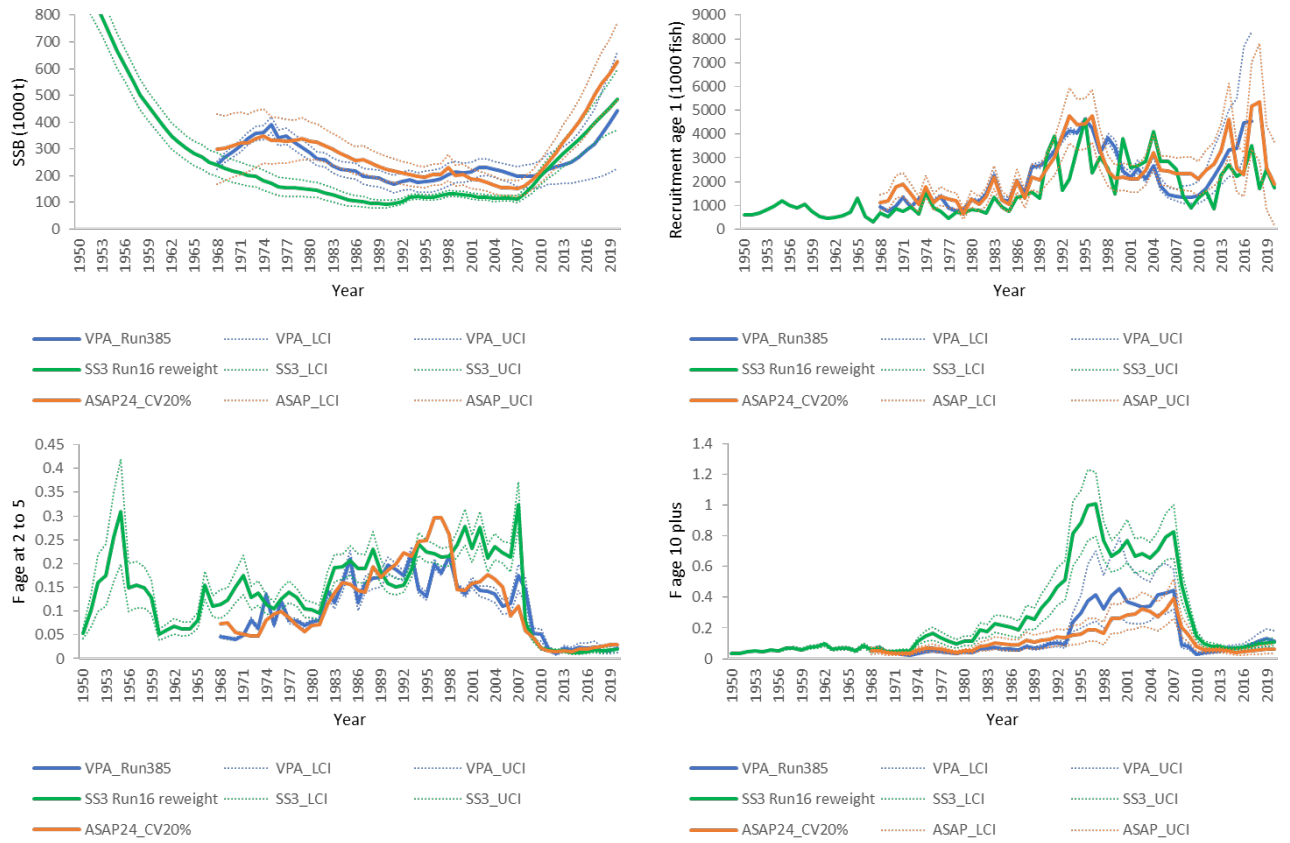 SSB (1000 t)
800
700
600
500
400
300
200
100
0
1950 1953 1956 1959 1962 1965 1968 1971 1974 1977 1980 1983 1986 1989 1992 1995 1998 2001 2004 2007 2010 2013 2016 2019
Year
VPA_Run385 VPA_LCI VPA_UCI
SS3 Run16 reweight SS3_LCI SS3_UCI
ASAP24_CV20% ASAP_LCI ASAP_UCI
Recruitment age 1 (1000 fish)
9000
8000
7000
6000
5000
4000
3000
2000
1000
0
1950 1953 1956 1959 1962 1965 1968 1971 1974 1977 1980 1983 1986 1989 1992 1995 1998 2001 2004 2007 2010 2013 2016 2019
Year
VPA_Run385 VPA_LCI VPA_UCI
SS3 Run16 reweight SS3_LCI SS3_UCI
ASAP24_CV20% ASAP_LCI ASAP_UCI
F age at 2 to 5
0.45
0.4
0.35
0.3
0.25
0.2
0.15
0.1
0.05
0
1950 1953 1956 1959 1962 1965 1968 1971 1974 1977 1980 1983 1986 1989 1992 1995 1998 2001 2004 2007 2010 2013 2016 2019
Year
VPA_Run385 VPA_LCI VPA_UCI
SS3 Run16 reweight SS3_LCI SS3_UCI
ASAP24_CV20%
F age 10 plus
1.4
1.2
1
0.8
0.6
0.4
0.2
0
1950 1953 1956 1959 1962 1965 1968 1971 1974 1977 1980 1983 1986 1989 1992 1995 1998 2001 2004 2007 2010 2013 2016 2019
Year
VPA_Run385 VPA_LCI VPA_UCI
SS3 Run16 reweight SS3_LCI SS3_UCI
ASAP24_CV20% ASAP_LCI ASAP_UCI